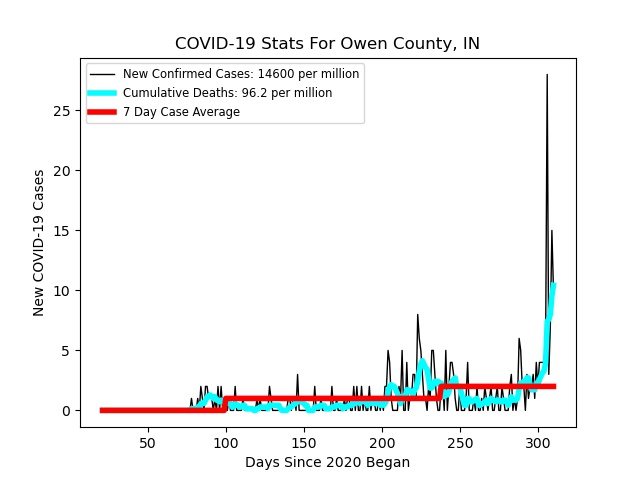 COVID-19 Stats For Owen County, IN
New Confirmed Cases: 14600 per million
Cumulative Deaths: 96.2 per million
7 Day Case Average
New COVID-19 Cases
25
20
15
10
5
0
50 100 150 200 250 300
Days Since 2020 Began